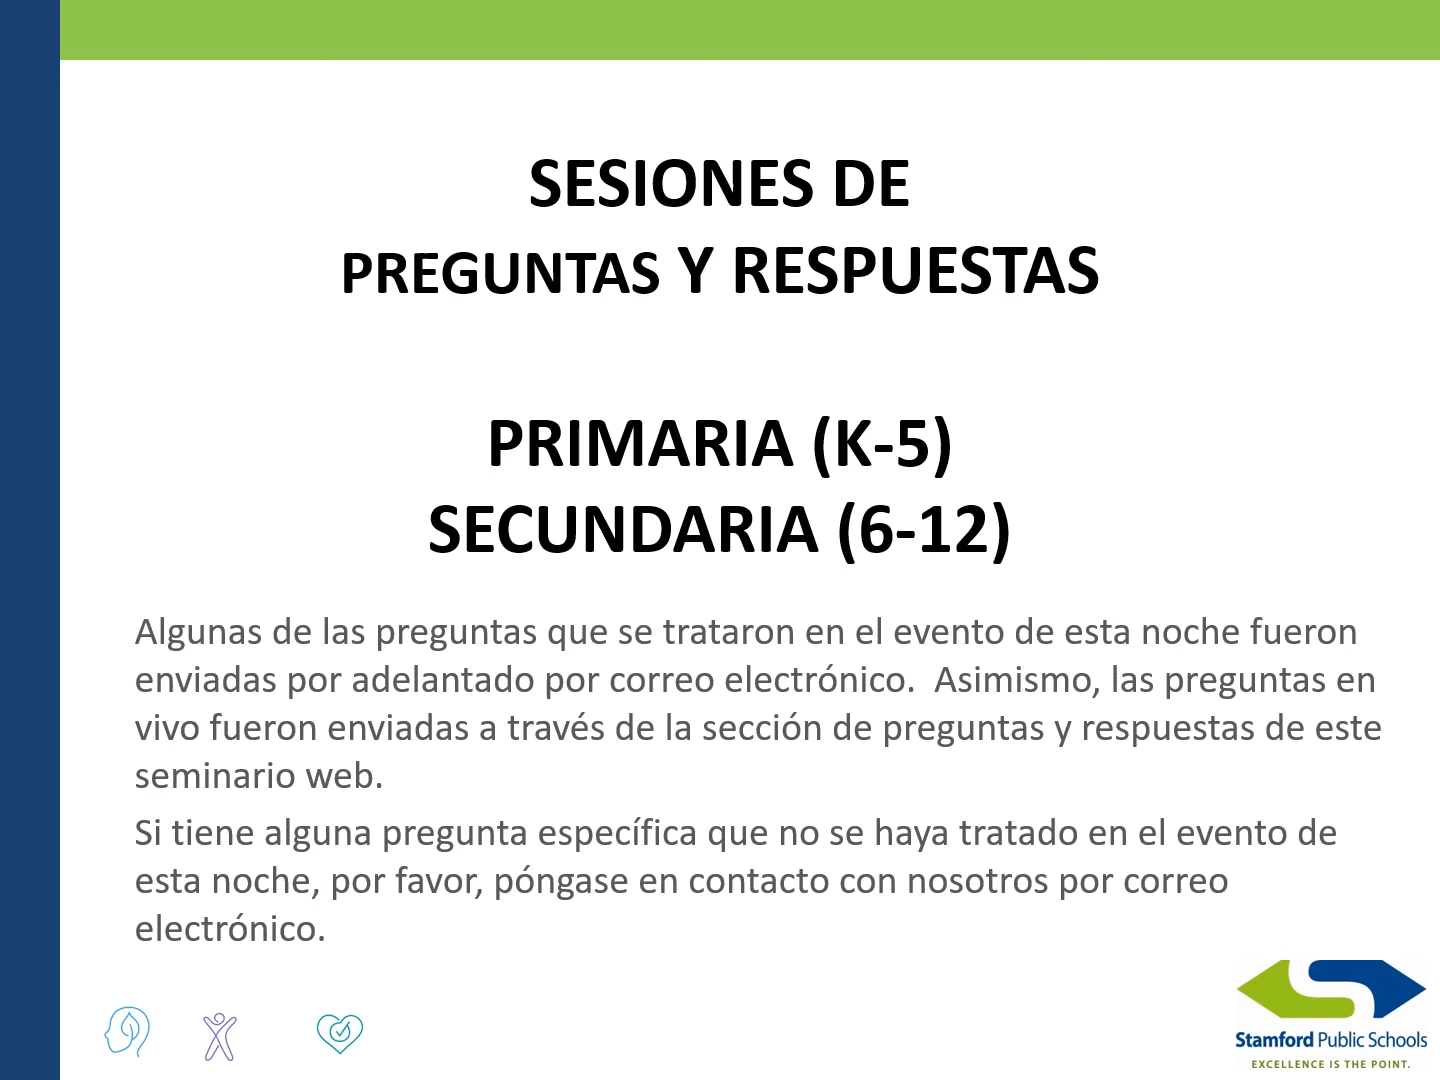 SESIONES DE
PREGUNTAS Y RESPUESTAS
PRIMARIA (K-5)
SECUNDARIA (6-12)
Algunas de las preguntas que se trataron en el evento de esta noche fueron
enviadas por adelantado por correo electrónico.  Asimismo, las preguntas en
vivo fueron enviadas a través de la sección de preguntas y respuestas de este
seminario web.
Si tiene alguna pregunta específica que no se haya tratado en el evento de
esta noche, por favor, póngase en contacto con nosotros por correo
electrónico.
Stamford Public Schools
EXCELLENCE IS THE POINT.